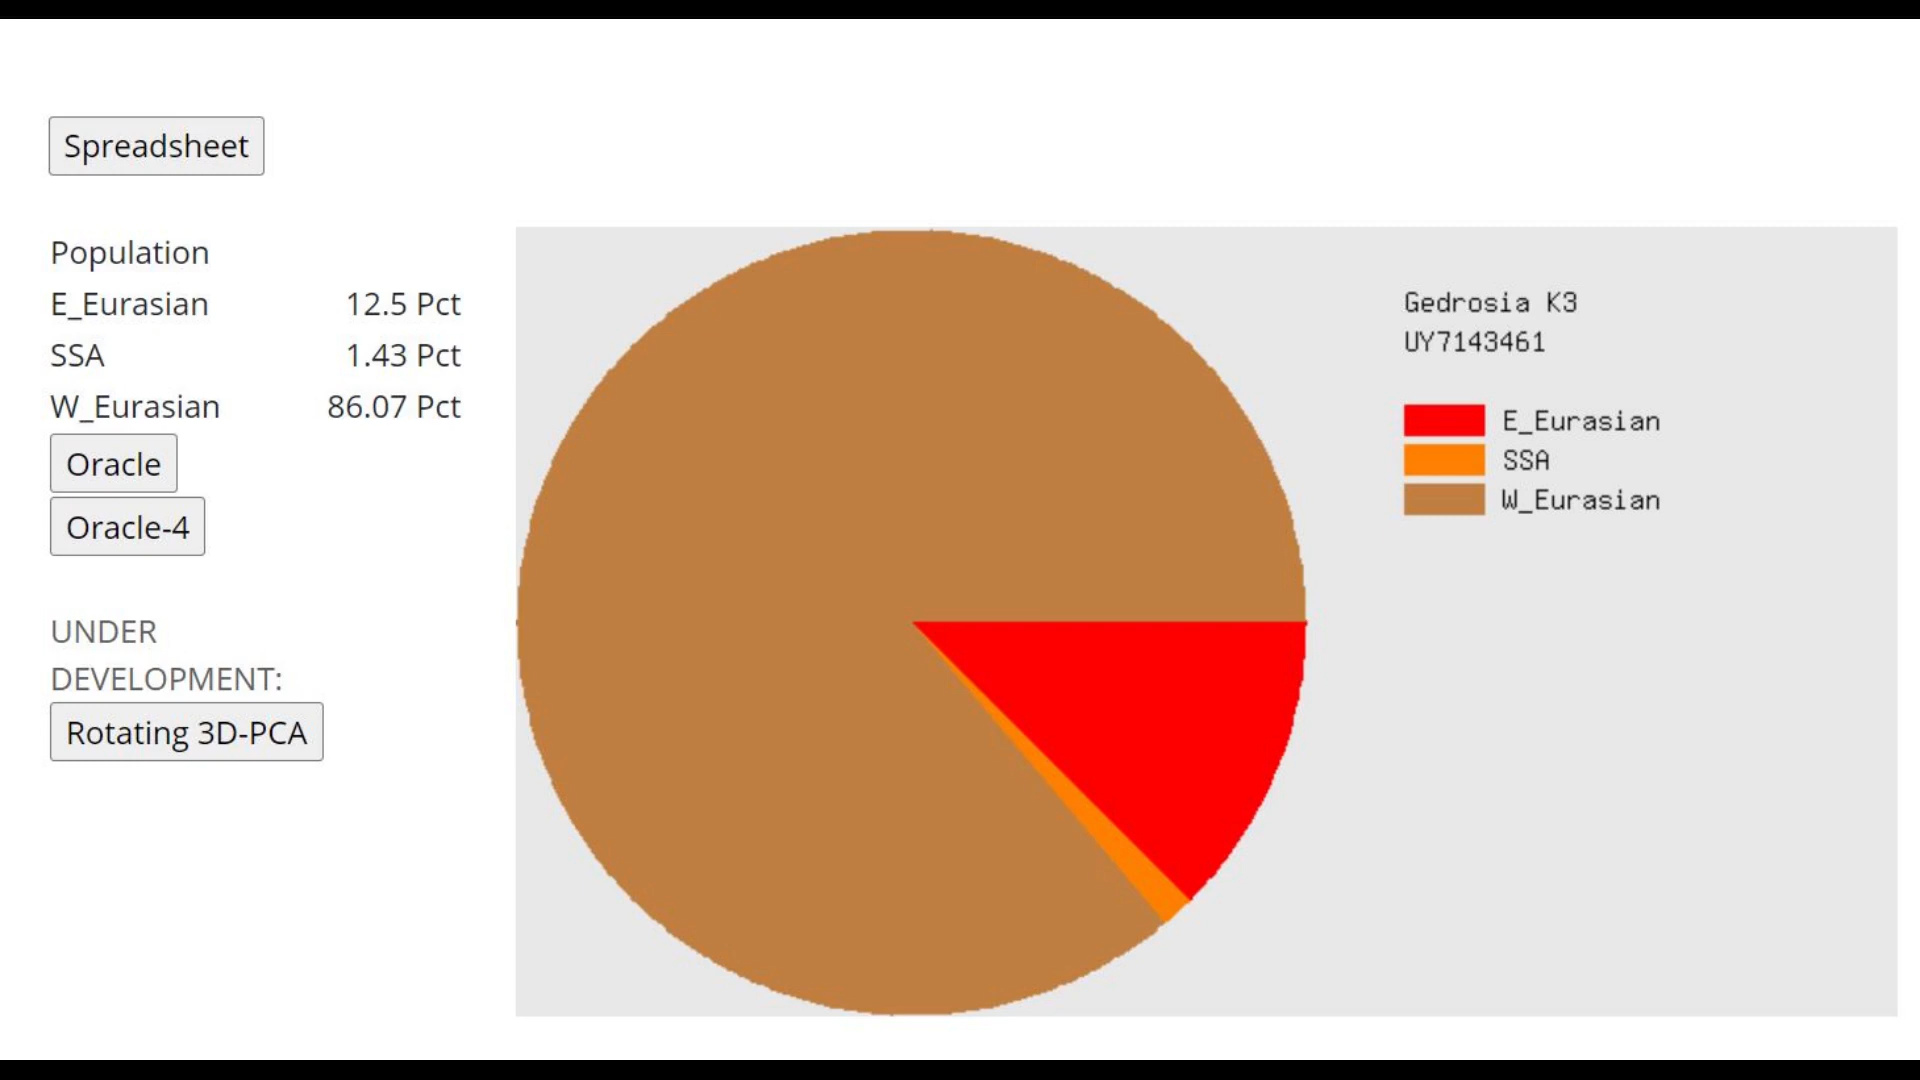 Spreadsheet
Population
E_Eurasian 12.5 Pct
SSA 1.43 Pct
W_Eurasian 86.07 Pct
Oracle
Oracle-4
UNDER
DEVELOPMENT:
Rotating 3D-PCA
Gedrosia K3
UY7143461
E_Eurasian
SSA
W_Eurasian